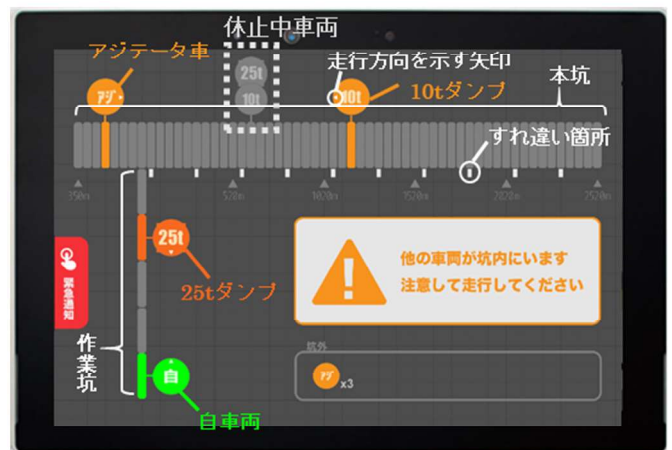 休止中車両
アジテータ車
走行方向を示す矢印
本坑
25t
10t
アジ
10t
10tダンプ
すれ違い箇所
520m
1020m
1520m
2020m
2520m
25t
25tダンプ
他の車両が坑内にいます
注意して走行してください
緊急通知
作業坑
坑外
アジ x3
自
自車両